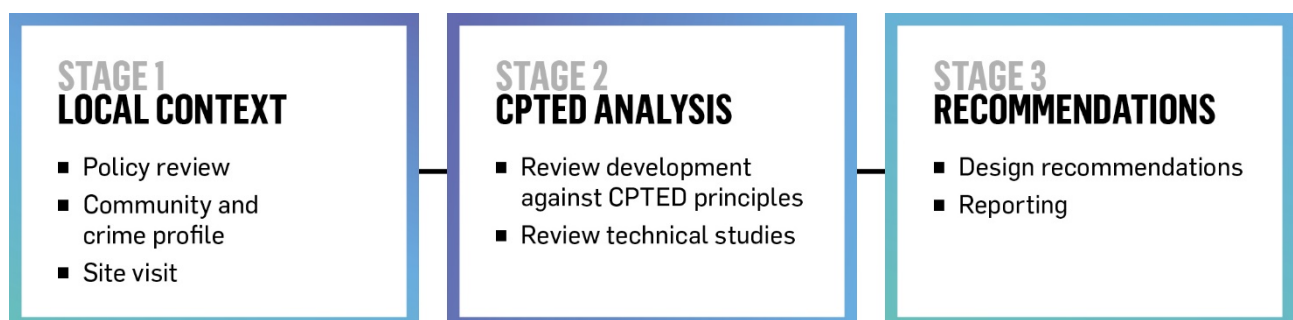 STAGE 1
LOCAL CONTEXT
■ Policy review
■ Community and
crime profile
■ Site visit
STAGE 2
CPTED ANALYSIS
■ Review development
against CPTED principles
■ Review technical studies
STAGE 3
RECOMMENDATIONS
■ Design recommendations
■ Reporting